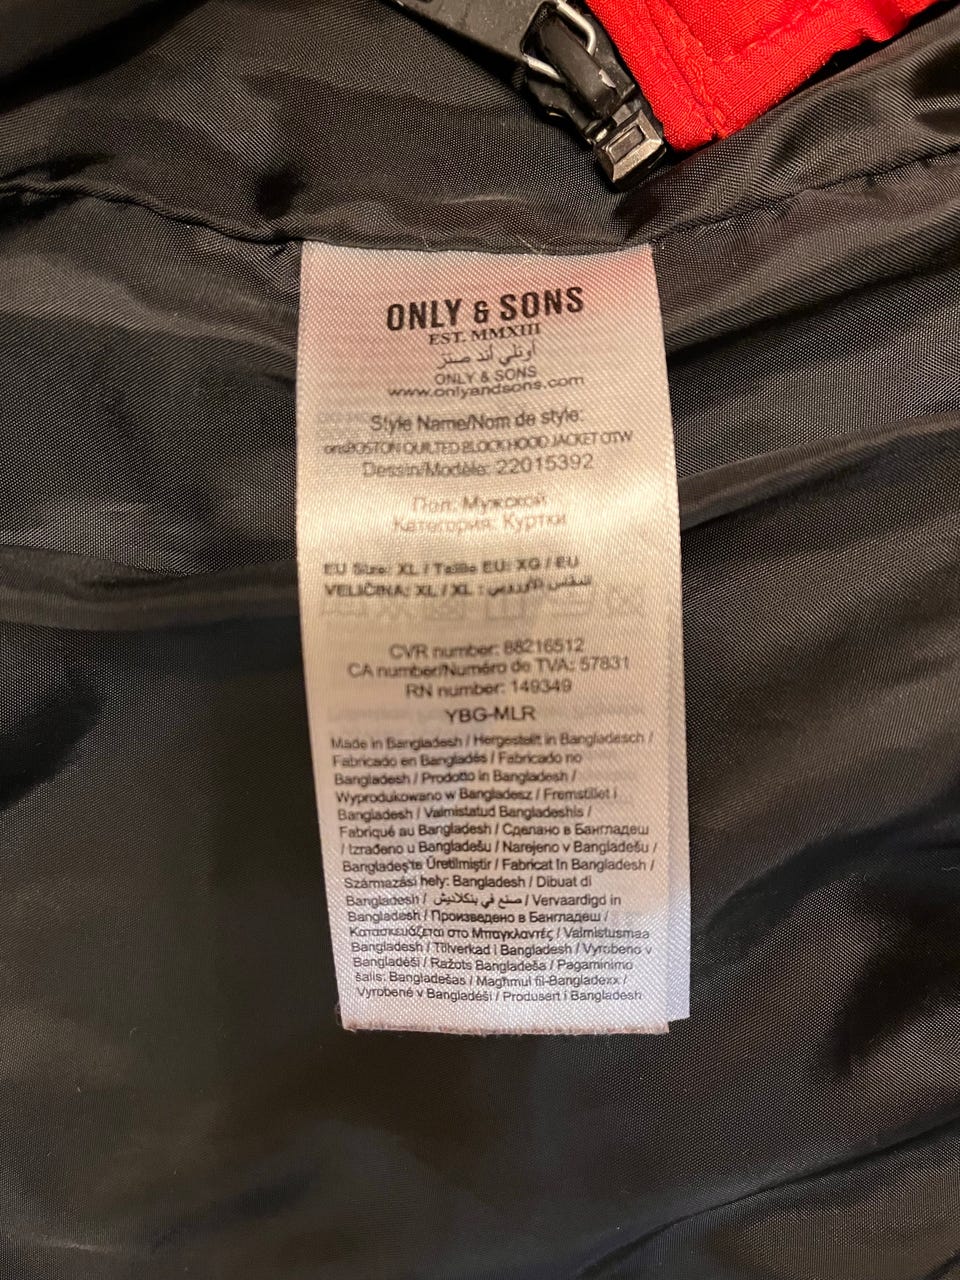 ONLY & SONS
EST. MMXIII
أونلي أند صنز
ONLY & SONS
www.onlyandsons.com
Style Name/Nom de style:
onsBOSTON QUILTED BLOCK HOOD JACKET OTW
Dessin/Modèle: 22015392
Пол: Мужской
Категория: Куртки
EU Size: XL / Taille EU: XG / EU
VELIČINA: XL / XL : المقاس الأوروبي
CVR number: 88216512
CA number/Numéro de TVA: 57831
RN number: 149349
YBG-MLR
Made in Bangladesh / Hergestellt in Bangladesch /
Fabricado en Bangladés / Fabricado no
Bangladesh / Prodotto in Bangladesh /
Wyprodukowano w Bangladesz / Fremstillet i
Bangladesh / Valmistatud Bangladeshis /
Fabriqué au Bangladesh / Сделано в Бангладеш
/ Izrađeno u Bangladešu / Narejeno v Bangladešu /
Bangladeş'te Üretilmiştir / Fabricat în Bangladesh /
Származási hely: Bangladesh / Dibuat di
Bangladesh / صنع في بنكلاديش / Vervaardigd in
Bangladesh / Произведено в Бангладеш /
Κατασκευάζεται στο Μπαγκλαντές / Valmistusmaa
Bangladesh / Tillverkad i Bangladesh / Vyrobeno v
Bangladéši / Ražots Bangladeša / Pagaminimo
šalis: Bangladešas / Magħmul fil-Bangladexx /
Vyrobené v Bangladéši / Produsert i Bangladesh